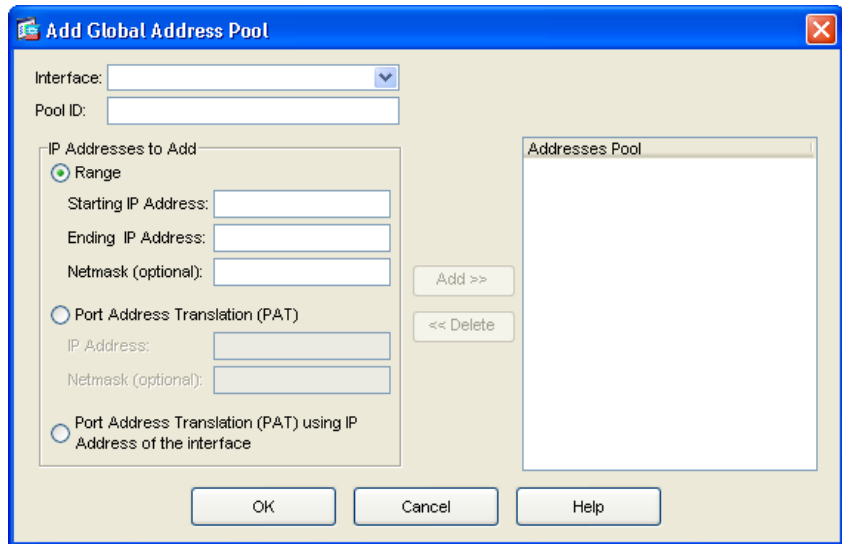 Add Global Address Pool
Interface:
Pool ID:
IP Addresses to Add
Range
Starting IP Address:
Ending IP Address:
Netmask (optional):
Port Address Translation (PAT)
IP Address:
Netmask (optional):
Port Address Translation (PAT) using IP
Address of the interface
Add >>
<< Delete
Addresses Pool
OK
Cancel
Help